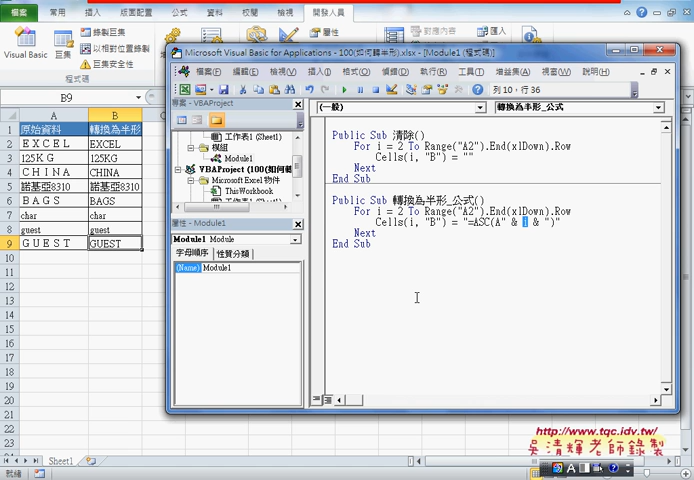 檔案 常用 插入 版面配置 公式 資料 校閱 檢視 開發人員
Visual Basic 巨集 錄製巨集 以相對位置錄製 巨集安全性 屬性 對應內容 匯入
程式碼
B9
Microsoft Visual Basic for Applications - 100(如何轉半形).xlsx - [Module1 (程式碼)]
檔案(F) 編輯(E) 檢視(V) 插入(I) 格式(O) 偵錯(D) 執行(R) 工具(T) 增益集(A) 視窗(W) 說明(H)
列 10, 行 36
專案 - VBAProject
工作表1 (Sheet1)
模組
Module1
VBAProject (100(如何轉
Microsoft Excel 物件
ThisWorkbook
工作表1 (Sheet1)
屬性 - Module1
Module1 Module
字母順序 性質分類
(Name) Module1
(一般) 轉換為半形_公式
Public Sub 清除()
For i = 2 To Range("A2").End(xlDown).Row
Cells(i, "B") = ""
Next
End Sub
Public Sub 轉換為半形_公式()
For i = 2 To Range("A2").End(xlDown).Row
Cells(i, "B") = "=ASC(A" & i & ")"
Next
End Sub
A B
1 原始資料 轉換為半形
2 ＥＸＣＥＬ EXCEL
3 125ＫＧ 125KG
4 ＣＨＩＮＡ CHINA
5 諾基亞8310 諾基亞8310
6 ＢＡＧＳ BAGS
7 char char
8 guest guest
9 ＧＵＥＳＴ GUEST
10
11
12
13
14
15
16
17
18
19
20
21
22
23
Sheet1
就緒
http://www.tqc.idv.tw/
吳清輝老師錄製